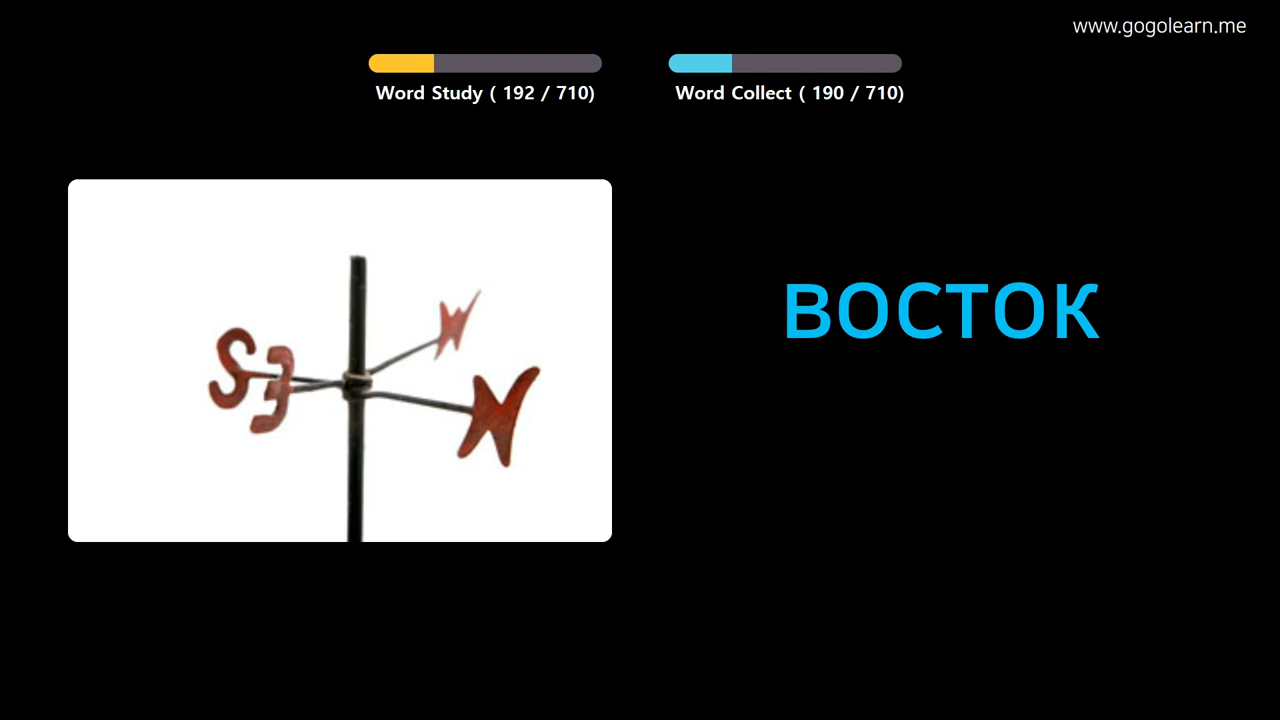 www.gogolearn.me
Word Study ( 192 / 710)
Word Collect ( 190 / 710)
S
E
W
N
ВОСТОК